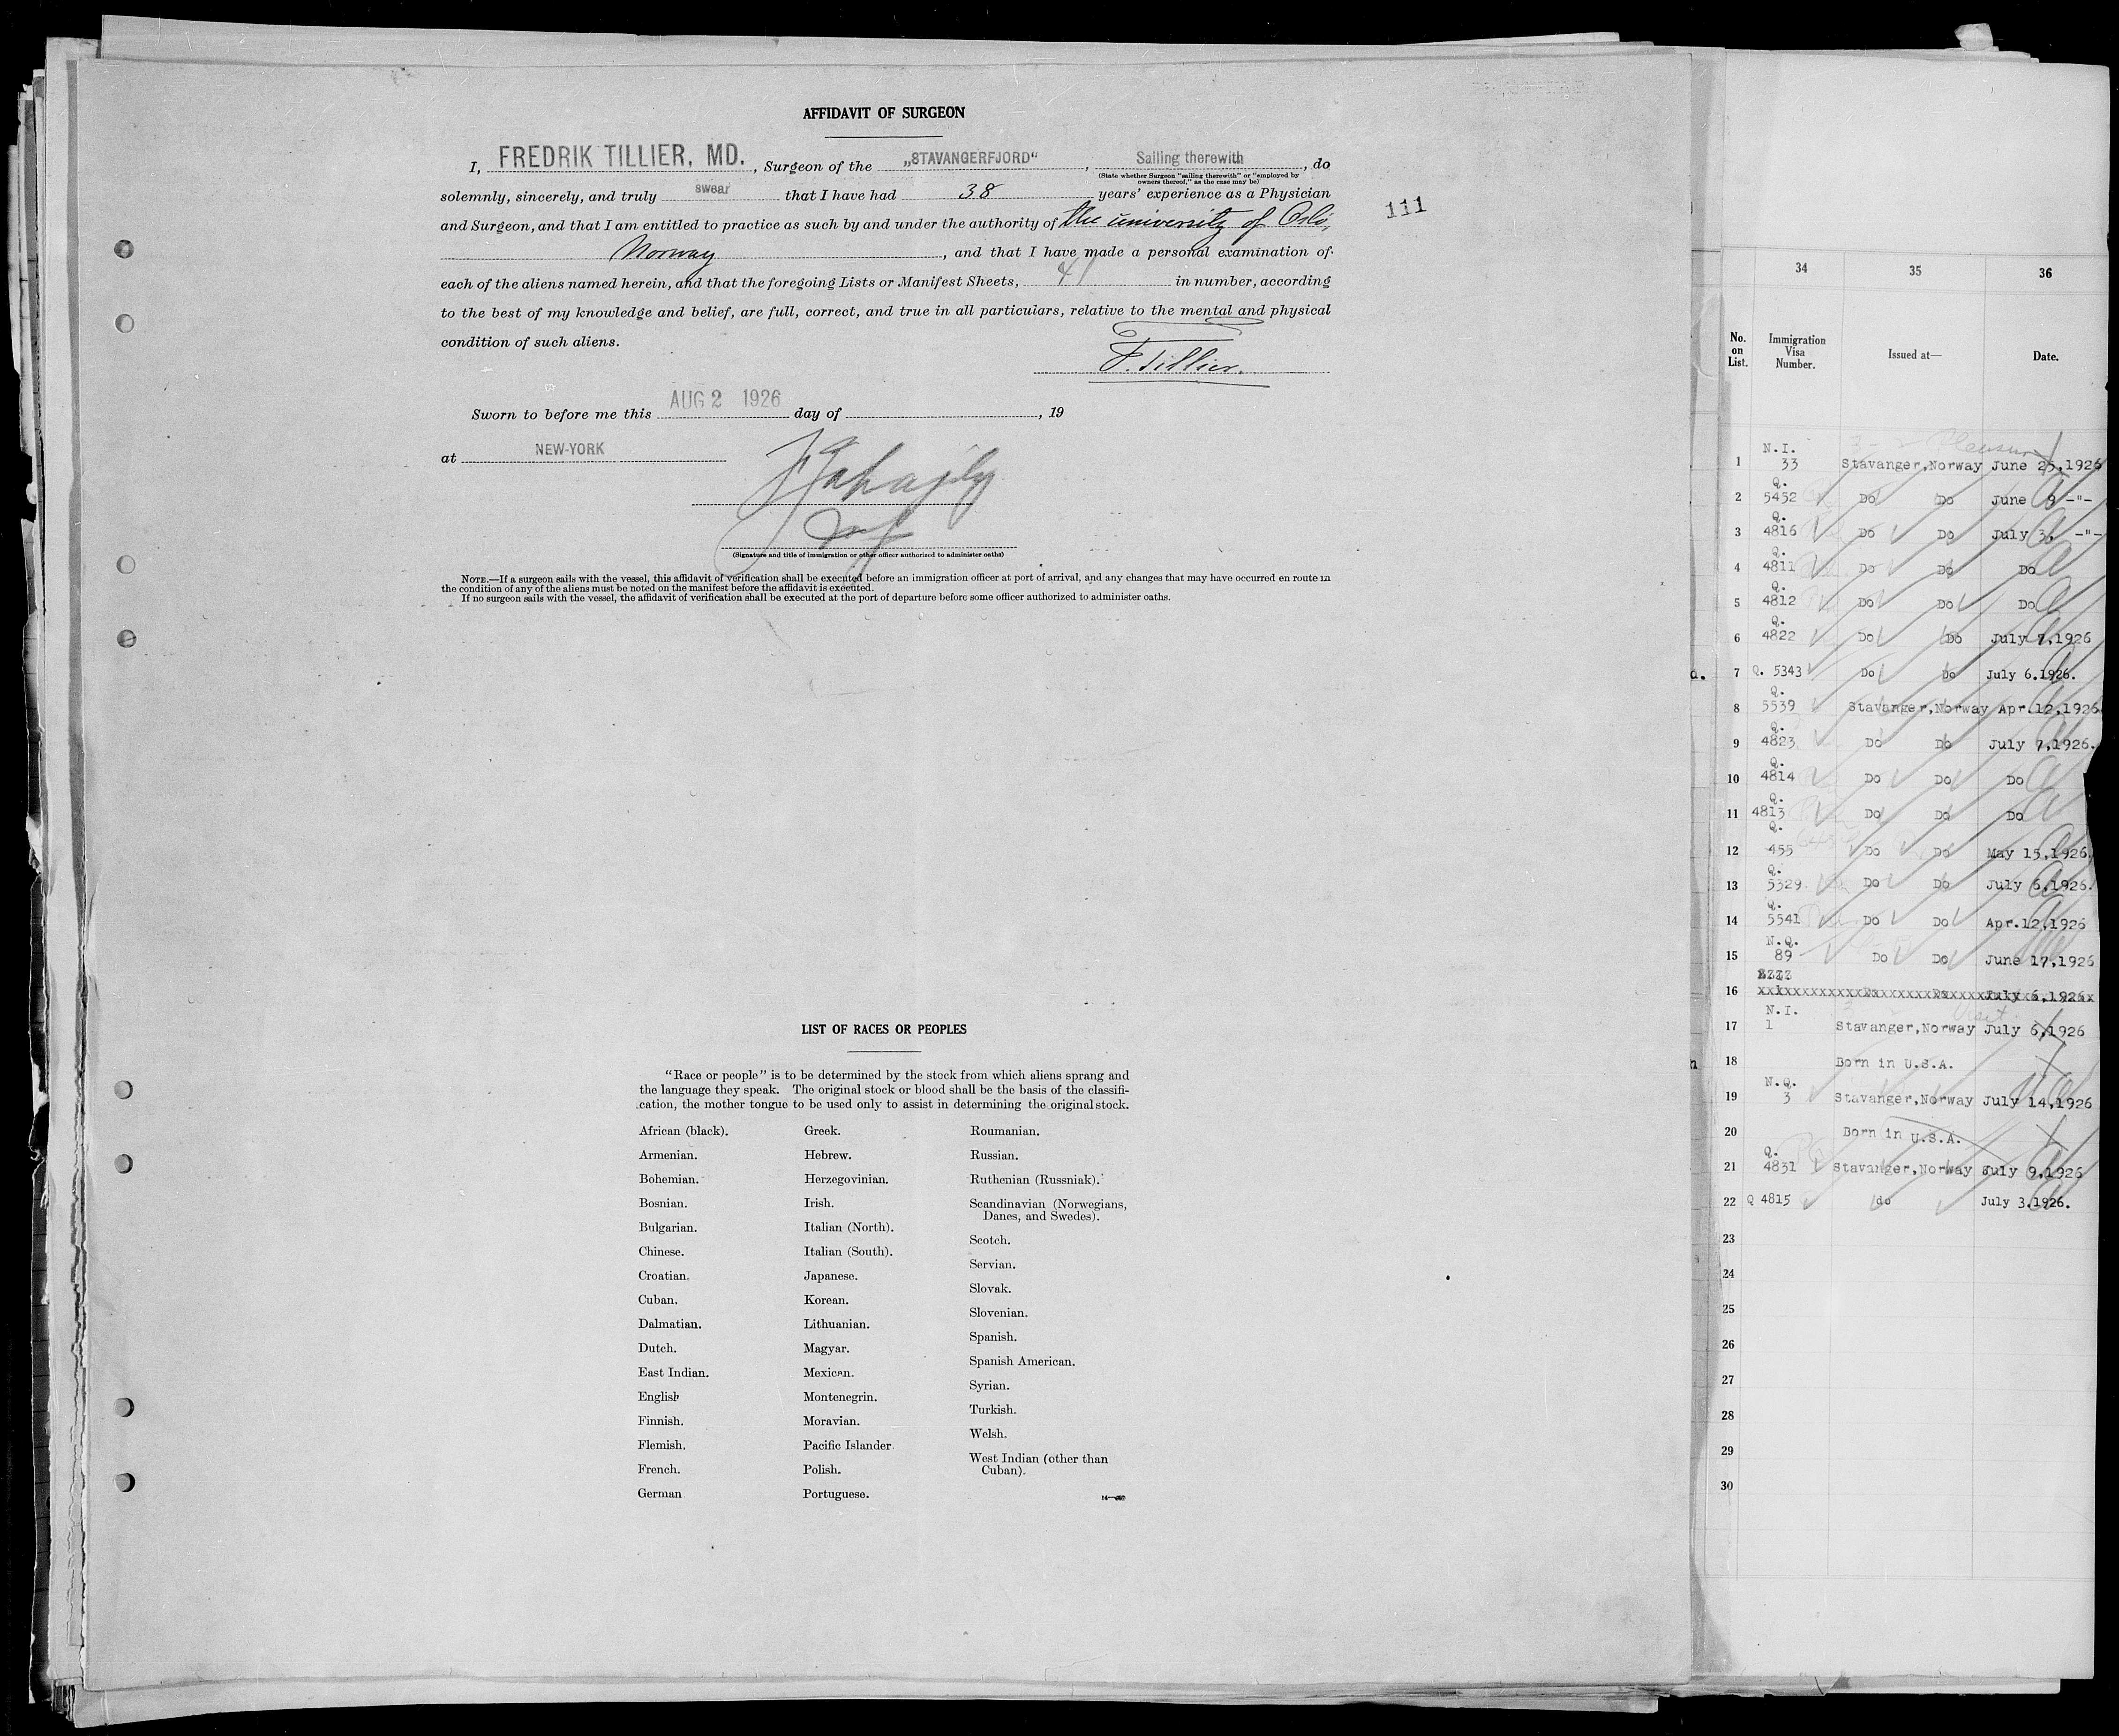 AFFIDAVIT OF SURGEON
I, FREDRIK TILLIER, MD. , Surgeon of the „STAVANGERFJORD“ , Sailing therewith , do
(State whether Surgeon "sailing therewith" or "employed by
owners thereof," as the case may be)
solemnly, sincerely, and truly swear that I have had 38 years' experience as a Physician
and Surgeon, and that I am entitled to practice as such by and under the authority of the university of Oslo,
Norway , and that I have made a personal examination of
each of the aliens named herein, and that the foregoing Lists or Manifest Sheets, 41 in number, according
to the best of my knowledge and belief, are full, correct, and true in all particulars, relative to the mental and physical
condition of such aliens.
F. Tillier.
111
Sworn to before me this AUG 2 1926 day of , 19
at NEW-YORK
(Signature and title of immigration or other officer authorized to administer oaths)
NOTE.—If a surgeon sails with the vessel, this affidavit of verification shall be executed before an immigration officer at port of arrival, and any changes that may have occurred en route in
the condition of any of the aliens must be noted on the manifest before the affidavit is executed.
If no surgeon sails with the vessel, the affidavit of verification shall be executed at the port of departure before some officer authorized to administer oaths.
LIST OF RACES OR PEOPLES
"Race or people" is to be determined by the stock from which aliens sprang and
the language they speak. The original stock or blood shall be the basis of the classifi-
cation, the mother tongue to be used only to assist in determining the original stock.
African (black).
Armenian.
Bohemian.
Bosnian.
Bulgarian.
Chinese.
Croatian.
Cuban.
Dalmatian.
Dutch.
East Indian.
English
Finnish.
Flemish.
French.
German
Greek.
Hebrew.
Herzegovinian.
Irish.
Italian (North).
Italian (South).
Japanese.
Korean.
Lithuanian.
Magyar.
Mexican.
Montenegrin.
Moravian.
Pacific Islander.
Polish.
Portuguese.
Roumanian.
Russian.
Ruthenian (Russniak).
Scandinavian (Norwegians,
Danes, and Swedes).
Scotch.
Servian.
Slovak.
Slovenian.
Spanish.
Spanish American.
Syrian.
Turkish.
Welsh.
West Indian (other than
Cuban).
34 35 36
No. on List. Immigration Visa Number. Issued at— Date.
1 N.I. 33 Stavanger,Norway June 25,1926
2 Q. 5452 Do Do June 9 -"-
3 Q. 4816 Do Do July 3, -"-
4 Q. 4811 Do Do Do
5 Q. 4812 Do Do Do
6 Q. 4822 Do Do July 7,1926
7 Q. 5343 Do Do July 6.1926.
8 Q. 5539 Stavanger,Norway Apr.12,1926
9 Q. 4823 Do Do July 7,1926.
10 Q. 4814 Do Do Do
11 Q. 4813 Do Do Do
12 Q. 455 Do Do May 15,1926.
13 Q. 5329 Do Do July 6,1926.
14 Q. 5541 Do Do Apr.12,1926
15 N.Q. 89 Do Do June 17,1926
16 July 6,1926.
17 N.I. 1 Stavanger,Norway July 6,1926
18 Born in U.S.A.
19 N.Q. 3 Stavanger,Norway July 14,1926
20 Born in U.S.A.
21 Q. 4831 Stavanger,Norway July 9,1926
22 Q 4815 do July 3.1926.
23
24
25
26
27
28
29
30